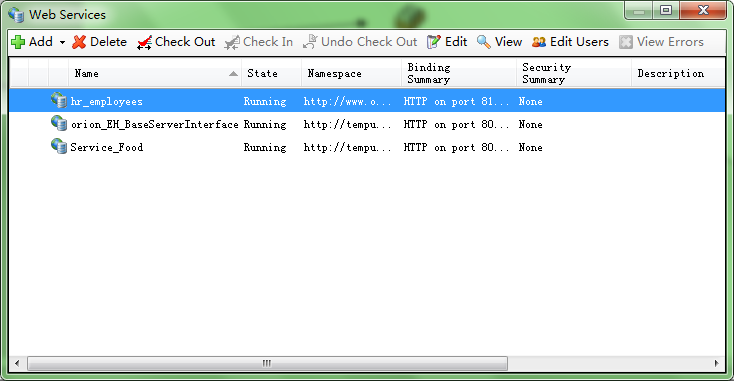 Web Services
Add Delete Check Out Check In Undo Check Out Edit View Edit Users View Errors
Name State Namespace Binding Summary Security Summary Description
hr_employees Running http://www.o... HTTP on port 81... None
orion_EH_BaseServerInterface Running http://tempu... HTTP on port 80... None
Service_Food Running http://tempu... HTTP on port 80... None